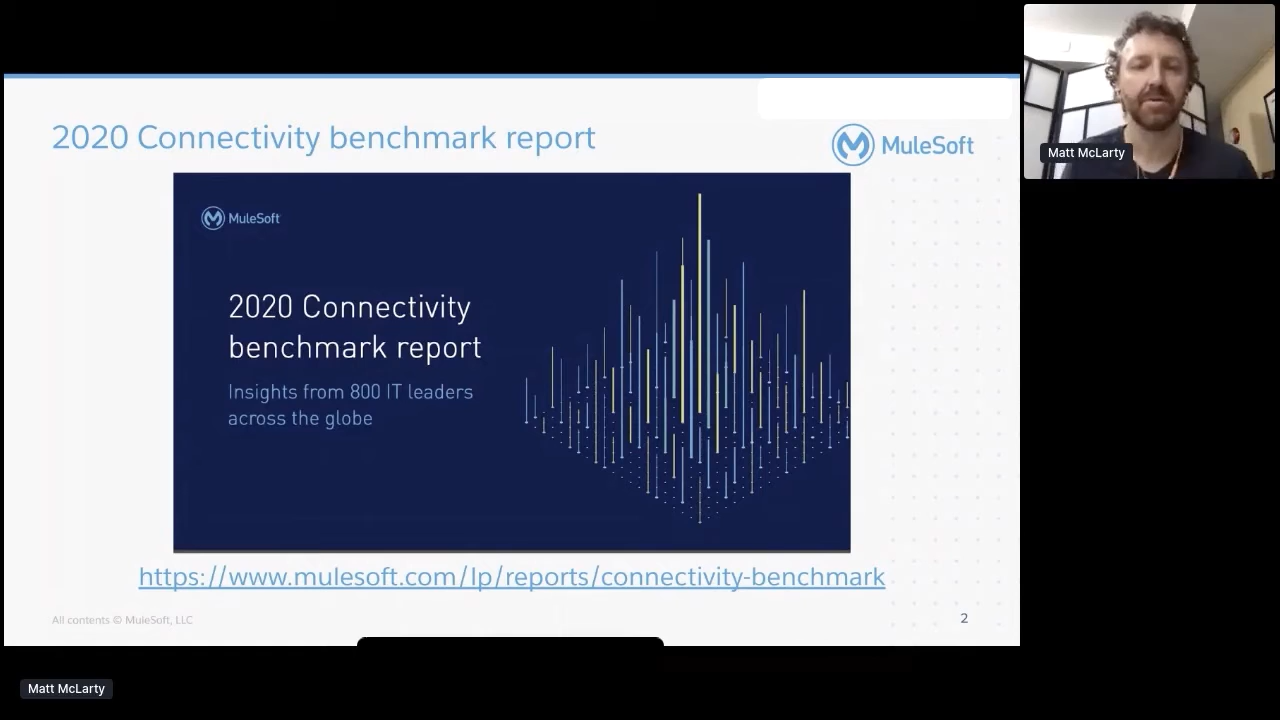 2020 Connectivity benchmark report
MuleSoft
MuleSoft
2020 Connectivity
benchmark report
Insights from 800 IT leaders
across the globe
https://www.mulesoft.com/lp/reports/connectivity-benchmark
All contents © MuleSoft, LLC
2
Matt McLarty
Matt McLarty